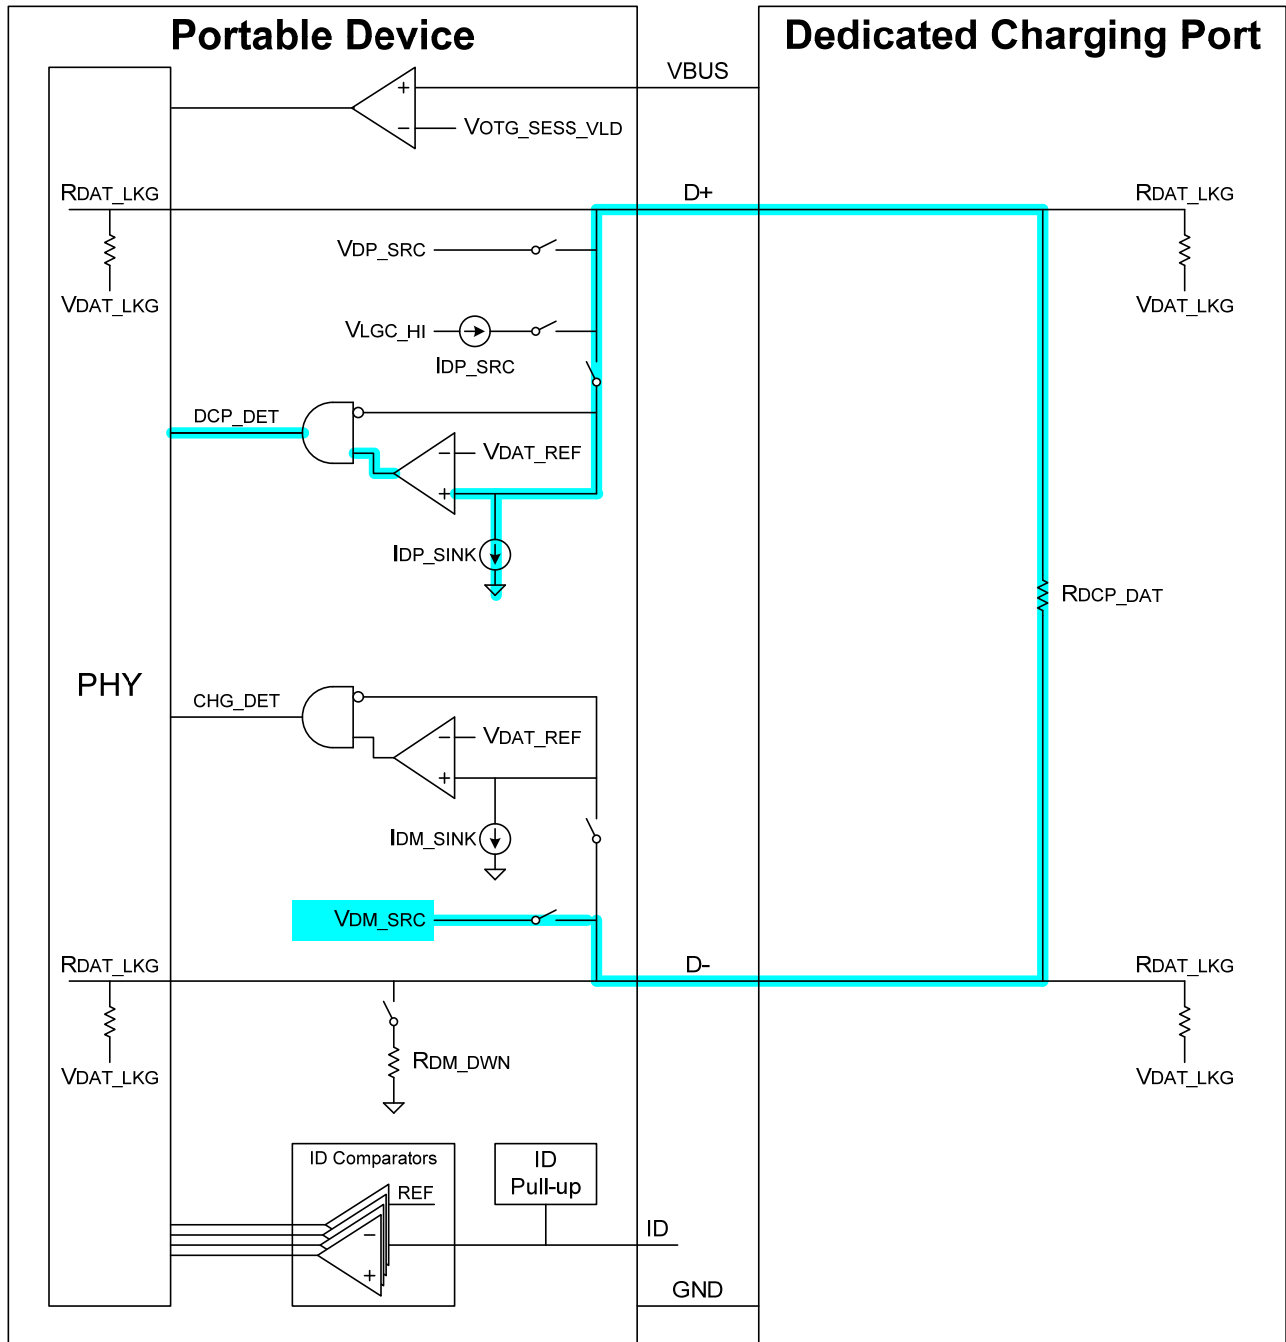 Portable Device
Dedicated Charging Port
VBUS
+
−
VOTG_SESS_VLD
RDAT_LKG
D+
RDAT_LKG
VDP_SRC
VDAT_LKG
VDAT_LKG
VLGC_HI
IDP_SRC
DCP_DET
−
VDAT_REF
+
IDP_SINK
RDCP_DAT
PHY
CHG_DET
−
VDAT_REF
+
IDM_SINK
VDM_SRC
RDAT_LKG
D-
RDAT_LKG
RDM_DWN
VDAT_LKG
VDAT_LKG
ID Comparators
REF
−
+
ID
Pull-up
ID
GND